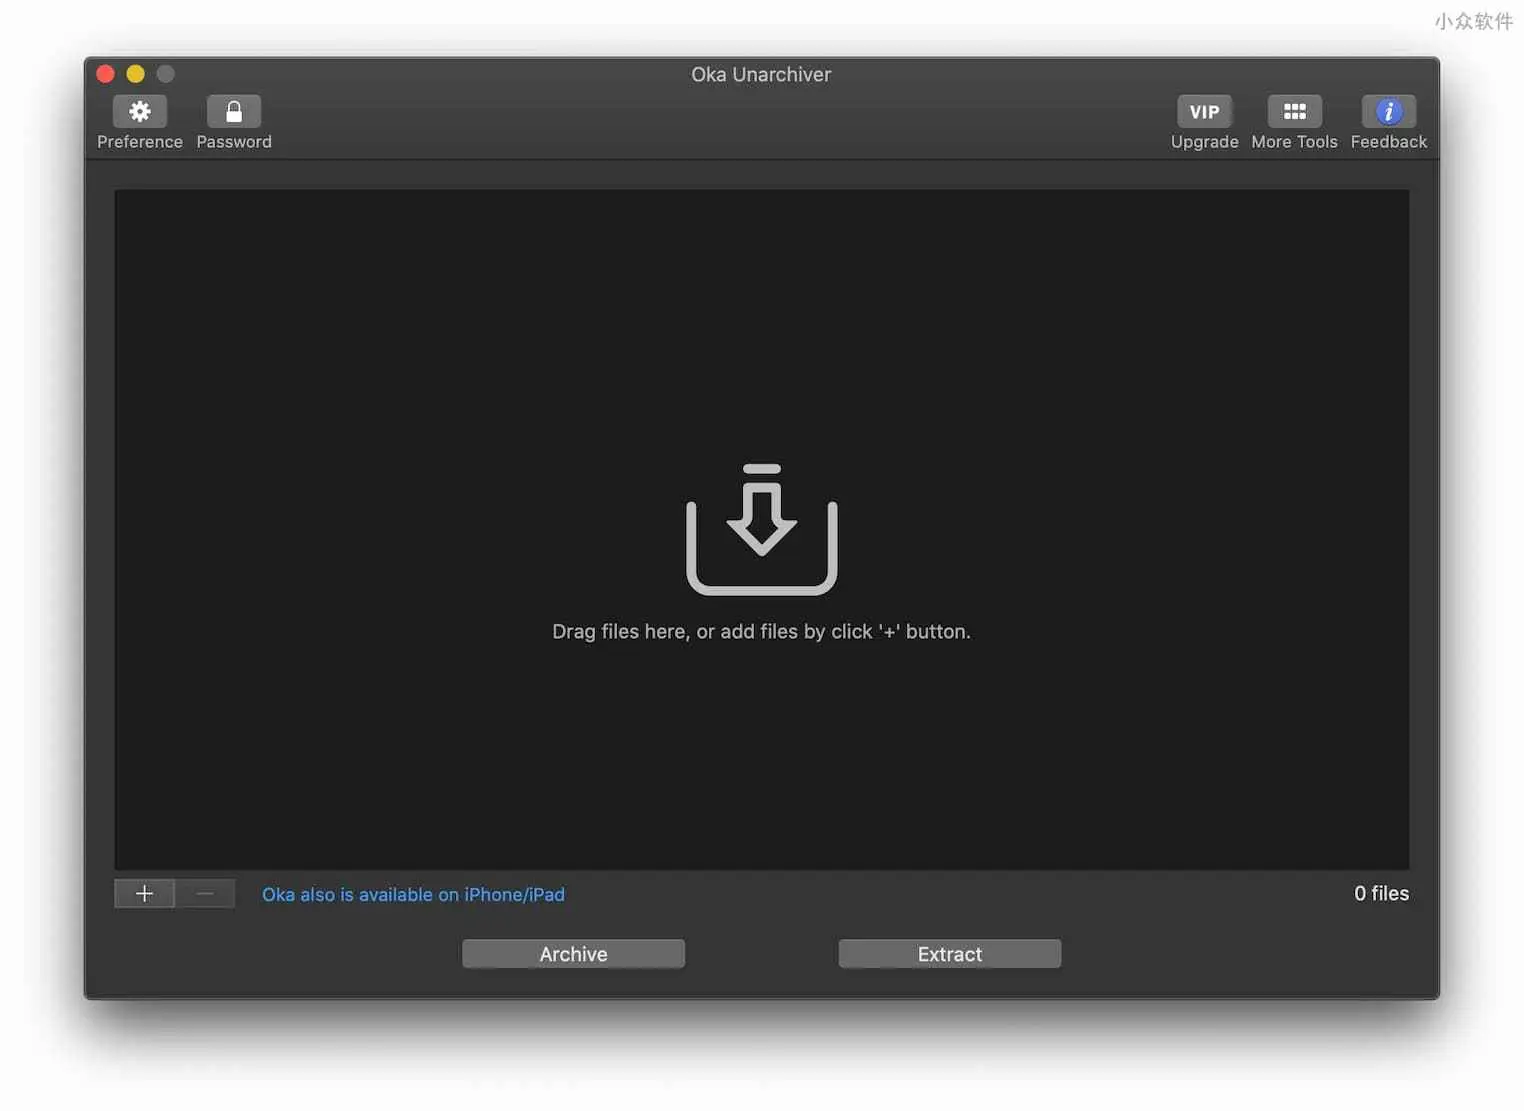 小众软件
Oka Unarchiver
Preference Password VIP Upgrade More Tools Feedback
Drag files here, or add files by click '+' button.
Oka also is available on iPhone/iPad
0 files
Archive Extract